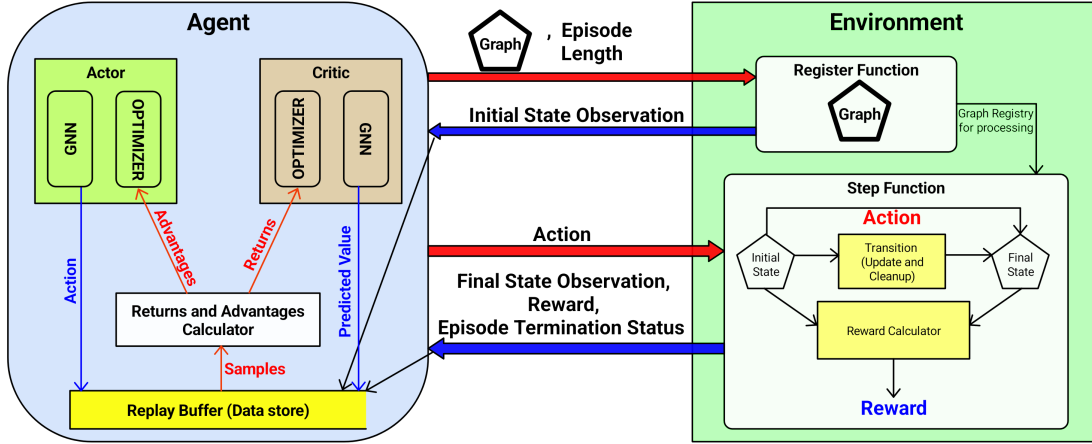 Agent
Actor
GNN
OPTIMIZER
Critic
OPTIMIZER
GNN
Action
Advantages
Returns
Predicted Value
Returns and Advantages
Calculator
Samples
Replay Buffer (Data store)
Graph
, Episode
Length
Initial State Observation
Action
Final State Observation,
Reward,
Episode Termination Status
Environment
Register Function
Graph
Graph Registry
for processing
Step Function
Action
Initial
State
Transition
(Update and
Cleanup)
Final
State
Reward Calculator
Reward